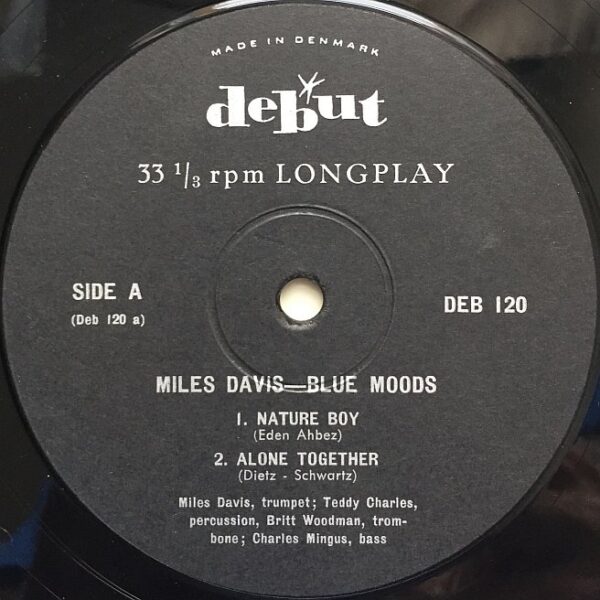 MADE IN DENMARK
debut
33 1/3 rpm LONGPLAY
SIDE A
(Deb 120 a)
DEB 120
MILES DAVIS—BLUE MOODS
1. NATURE BOY
(Eden Ahbez)
2. ALONE TOGETHER
(Dietz - Schwartz)
Miles Davis, trumpet; Teddy Charles,
percussion, Britt Woodman, trom-
bone; Charles Mingus, bass